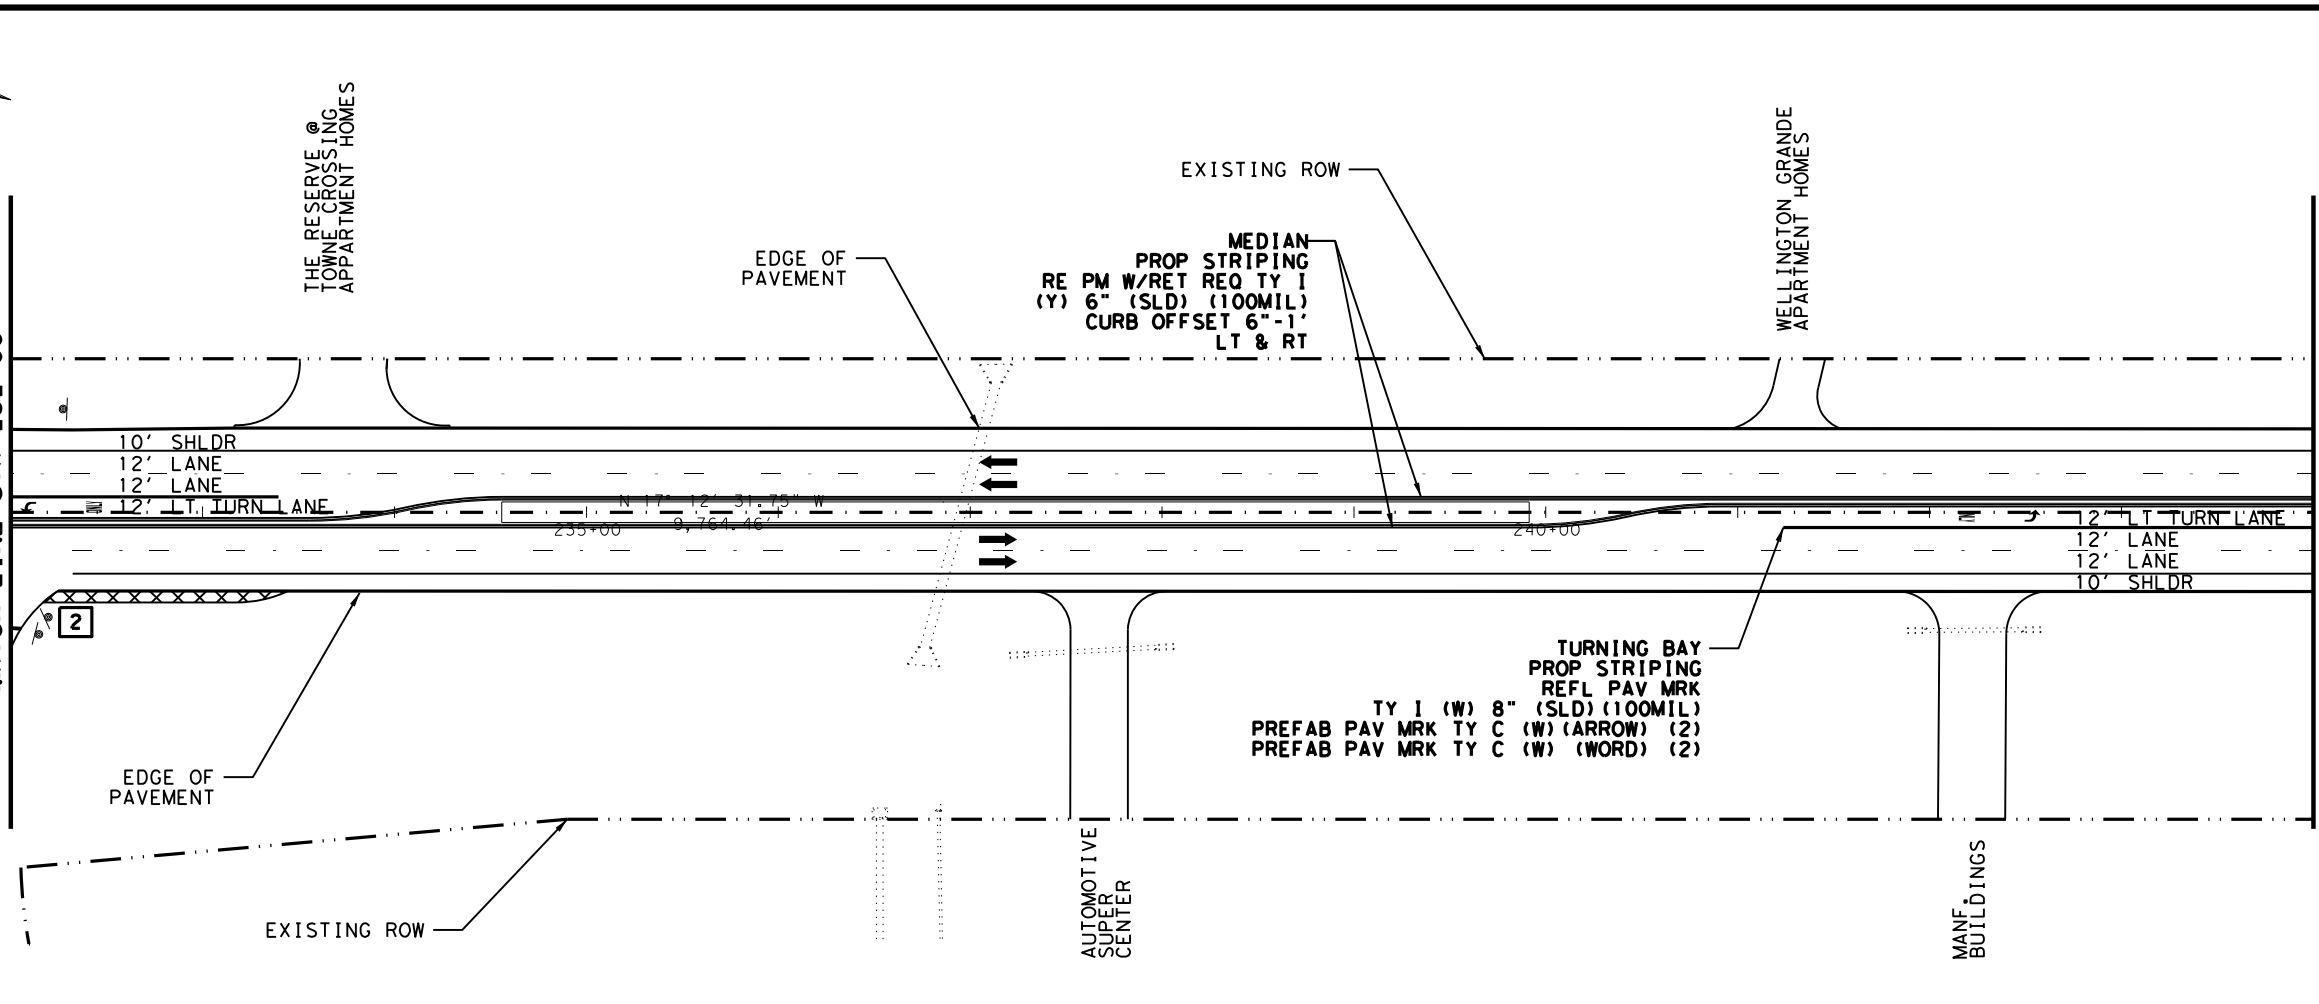 THE RESERVE @
TOWNE CROSSING
APPARTMENT HOMES
WELLINGTON GRANDE
APARTMENT HOMES
EXISTING ROW
EDGE OF
PAVEMENT
MEDIAN
PROP STRIPING
RE PM W/RET REQ TY I
(Y) 6" (SLD) (100MIL)
CURB OFFSET 6"-1'
LT & RT
10' SHLDR
12' LANE
12' LANE
12' LT TURN LANE
N 17° 12' 31.75" W
9,764.46'
235+00
240+00
12' LT TURN LANE
12' LANE
12' LANE
10' SHLDR
2
TURNING BAY
PROP STRIPING
REFL PAV MRK
TY I (W) 8" (SLD)(100MIL)
PREFAB PAV MRK TY C (W)(ARROW) (2)
PREFAB PAV MRK TY C (W) (WORD) (2)
EDGE OF
PAVEMENT
EXISTING ROW
AUTOMOTIVE
SUPER
CENTER
MANF.
BUILDINGS